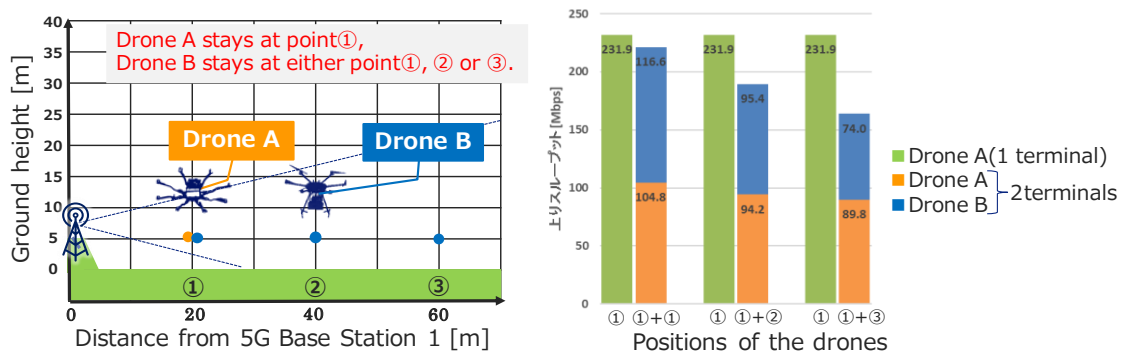 Drone A stays at point①,
Drone B stays at either point①, ② or ③.
Ground height [m]
40
35
30
25
20
15
10
5
0
Drone A
Drone B
① ② ③
0 20 40 60
Distance from 5G Base Station 1 [m]
上りスループット[Mbps]
250
200
150
100
50
0
231.9 116.6 231.9 95.4 231.9 74.0
104.8 94.2 89.8
① ①+① ① ①+② ① ①+③
Positions of the drones
Drone A(1 terminal)
Drone A
Drone B
2terminals